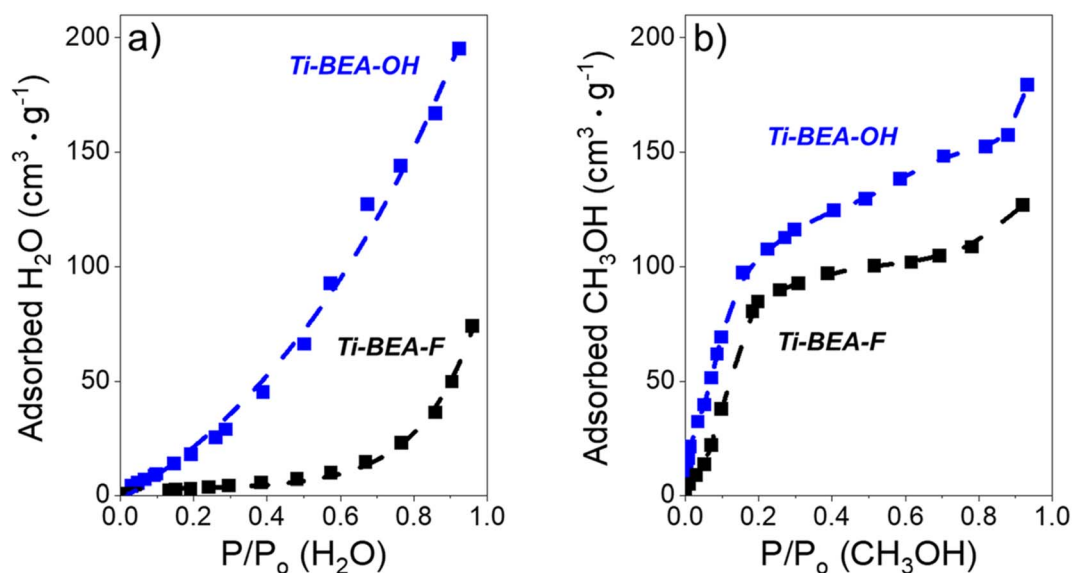 a)
Ti-BEA-OH
Ti-BEA-F
Adsorbed H₂O (cm³ · g⁻¹)
200
150
100
50
0
0.0 0.2 0.4 0.6 0.8 1.0
P/Pₒ (H₂O)
b)
Ti-BEA-OH
Ti-BEA-F
Adsorbed CH₃OH (cm³ · g⁻¹)
200
150
100
50
0
0.0 0.2 0.4 0.6 0.8 1.0
P/Pₒ (CH₃OH)